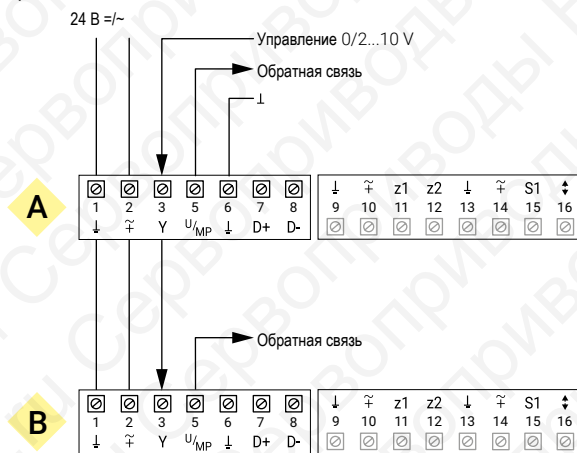 24 В =/~
Управление 0/2...10 V
Обратная связь
⊥
A
1 2 3 5 6 7 8
⏚ ~∓ Y U/MP ⏚ D+ D-
⏚ ~∓ z1 z2 ⏚ ~∓ S1 ♦
9 10 11 12 13 14 15 16
Обратная связь
B
1 2 3 5 6 7 8
⏚ ~∓ Y U/MP ⏚ D+ D-
⏚ ~∓ z1 z2 ⏚ ~∓ S1 ♦
9 10 11 12 13 14 15 16
Сервоприводы